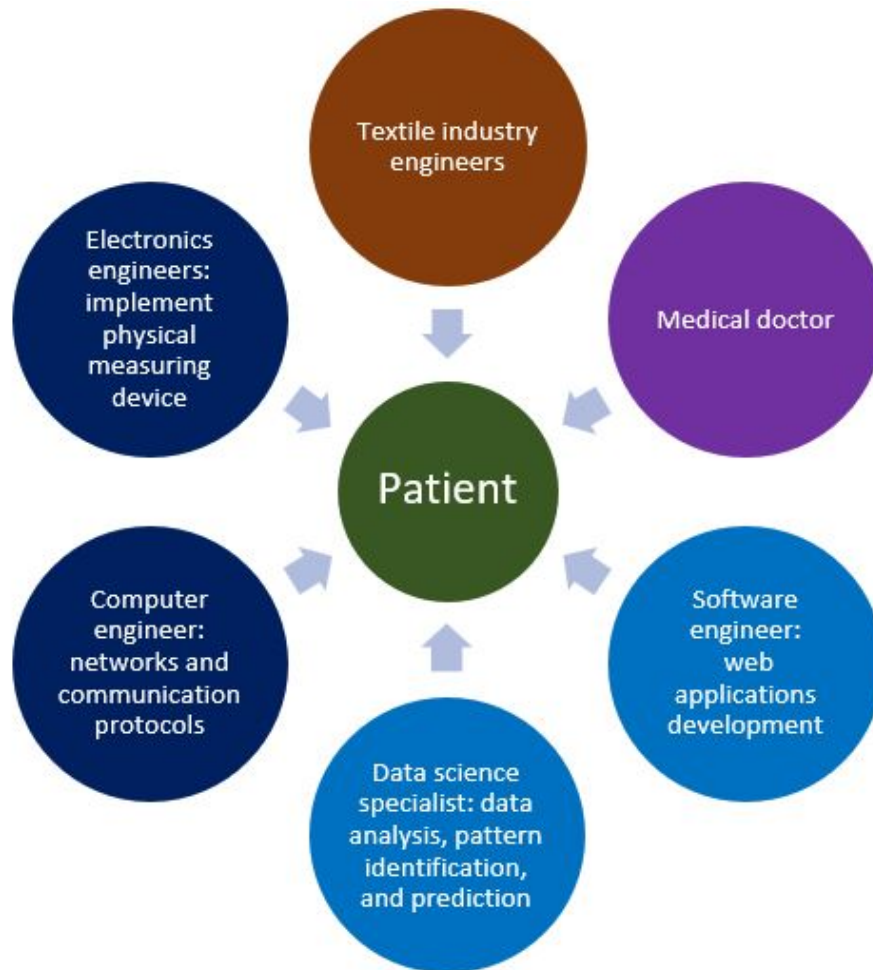 Textile industry
engineers
Medical doctor
Software
engineer:
web
applications
development
Data science
specialist: data
analysis, pattern
identification,
and prediction
Computer
engineer:
networks and
communication
protocols
Electronics
engineers:
implement
physical
measuring
device
Patient